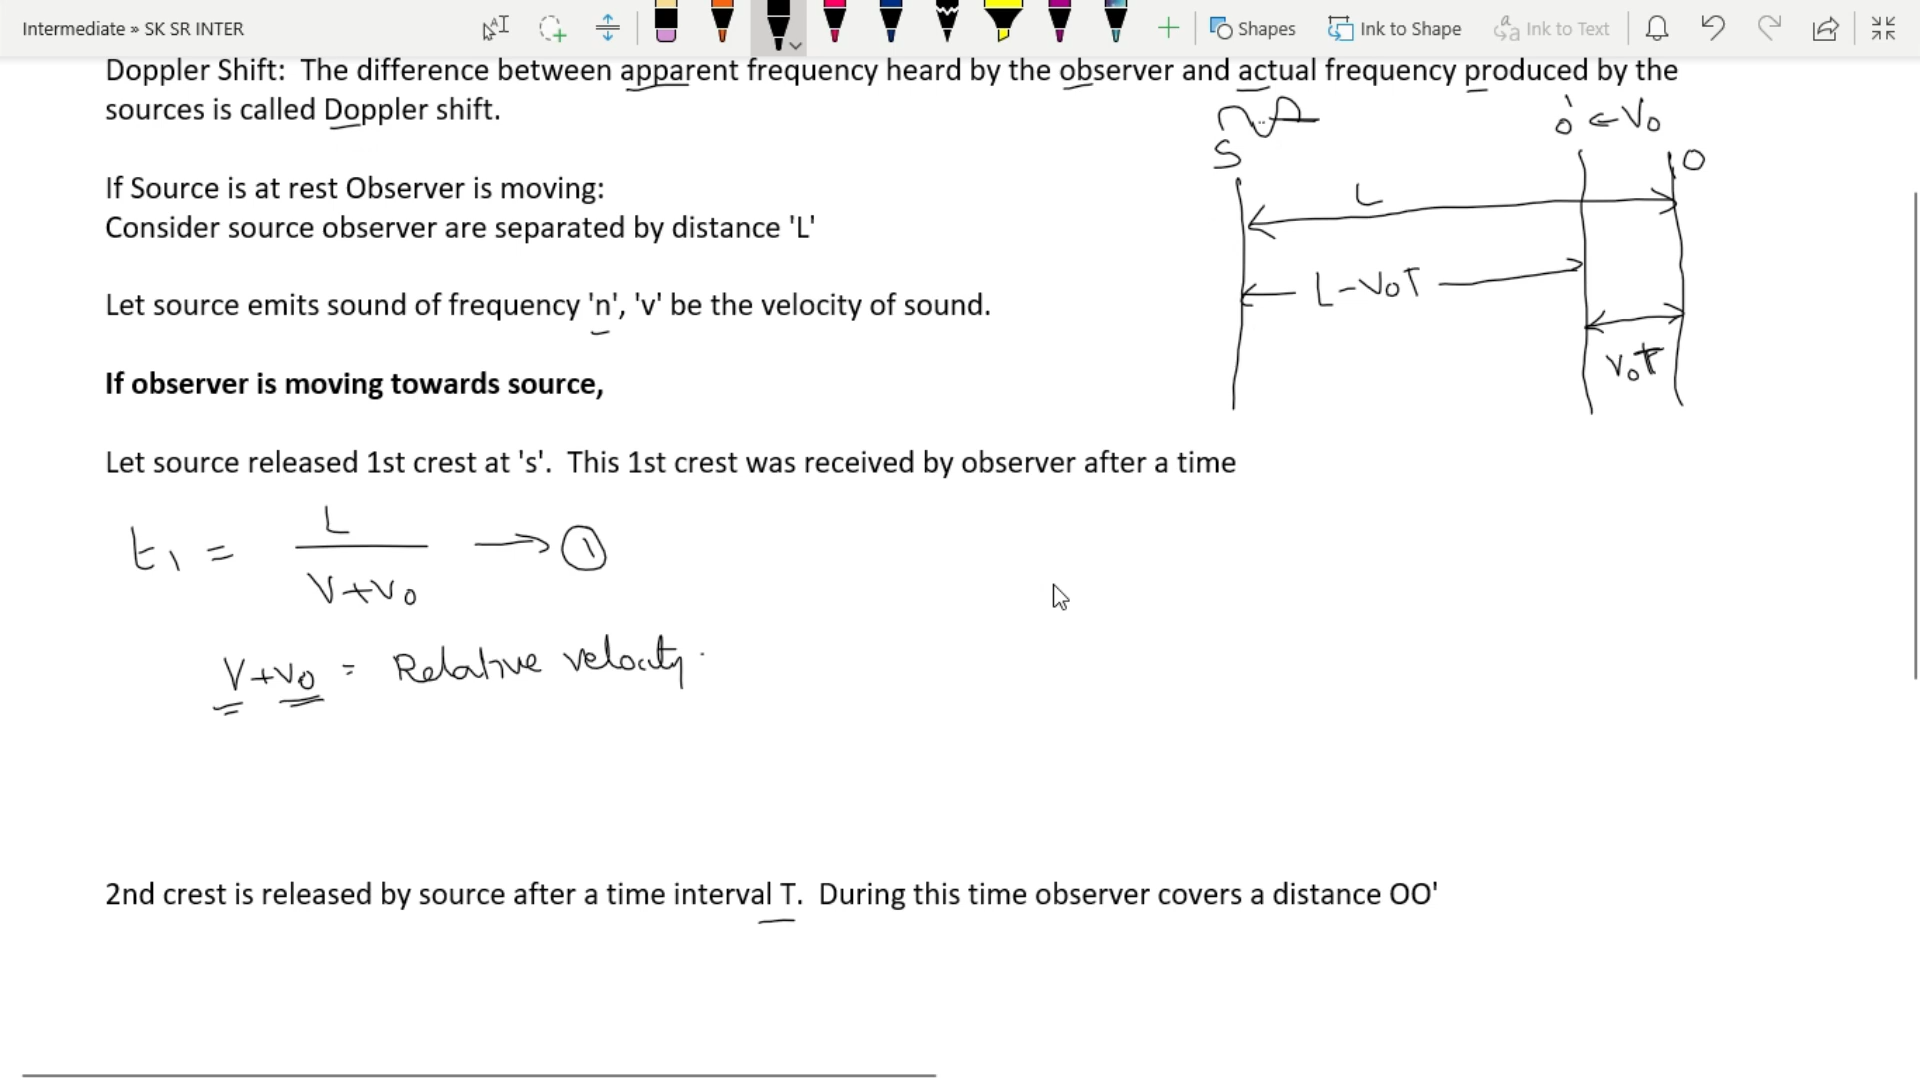 Intermediate » SK SR INTER
Shapes
Ink to Shape
Ink to Text
Doppler Shift: The difference between apparent frequency heard by the observer and actual frequency produced by the
sources is called Doppler shift.
S
O' ← V₀
O
L
If Source is at rest Observer is moving:
Consider source observer are separated by distance 'L'
L-V₀T
Let source emits sound of frequency 'n', 'v' be the velocity of sound.
V₀T
If observer is moving towards source,
Let source released 1st crest at 's'. This 1st crest was received by observer after a time
t₁ = L / V+V₀ → ①
V+V₀ = Relative velocity.
2nd crest is released by source after a time interval T. During this time observer covers a distance OO'